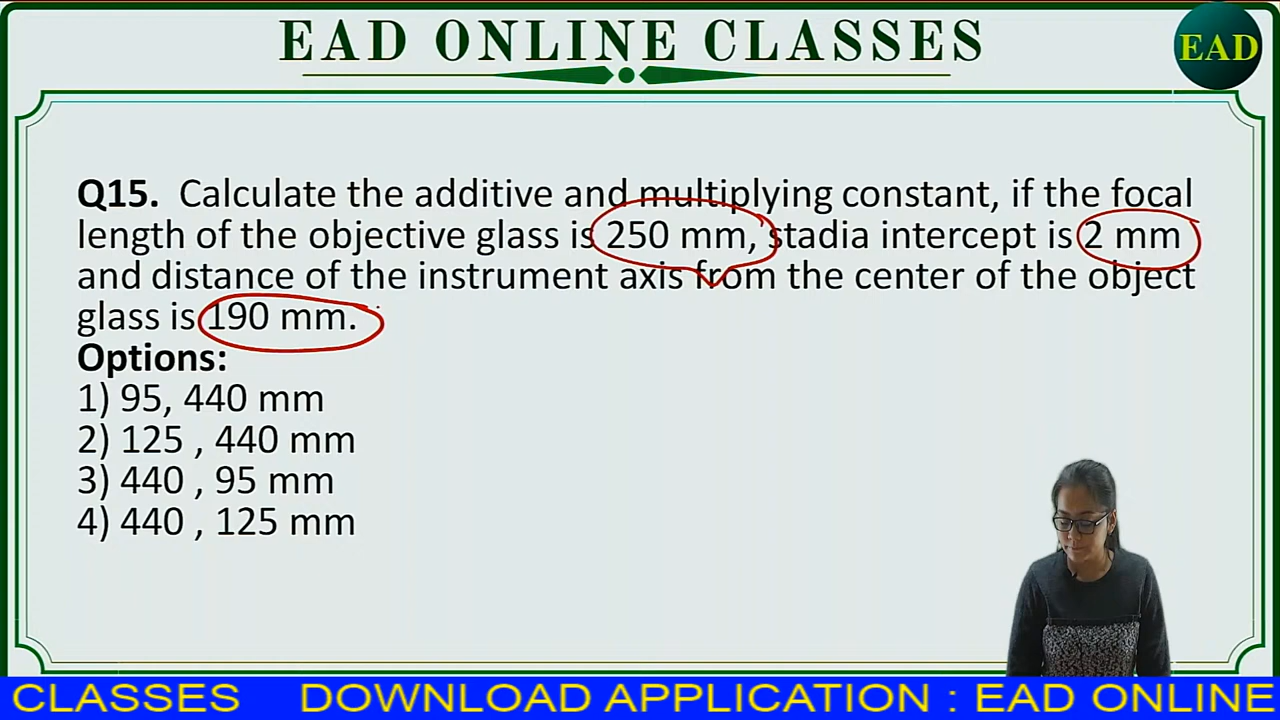 EAD ONLINE CLASSES
EAD
Q15. Calculate the additive and multiplying constant, if the focal
length of the objective glass is 250 mm, stadia intercept is 2 mm
and distance of the instrument axis from the center of the object
glass is 190 mm.
Options:
1) 95, 440 mm
2) 125 , 440 mm
3) 440 , 95 mm
4) 440 , 125 mm
CLASSES DOWNLOAD APPLICATION : EAD ONLINE